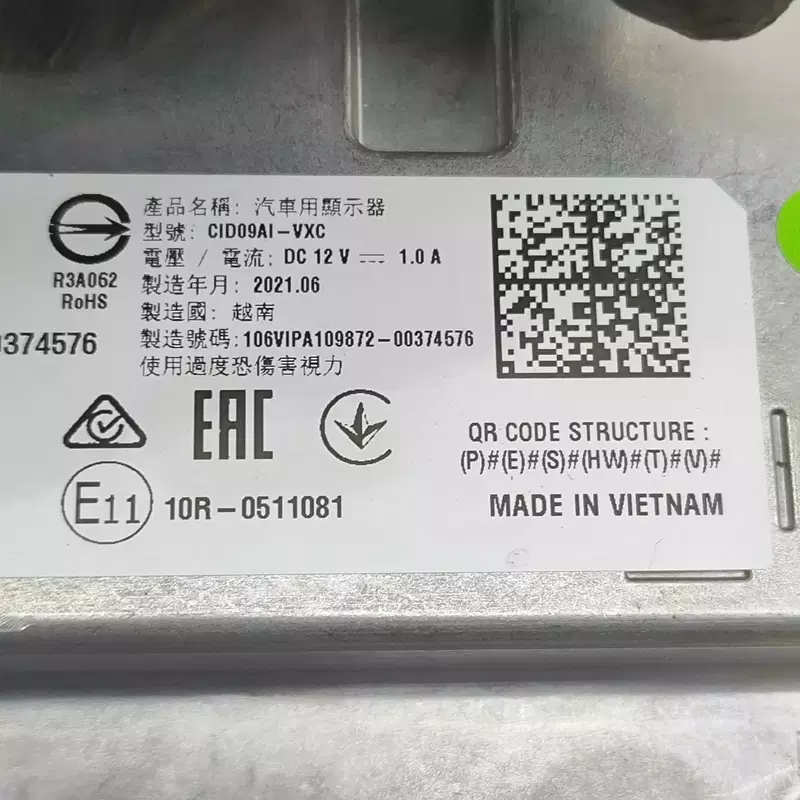 產品名稱: 汽車用顯示器
型號: CID09AI-VXC
電壓 / 電流: DC 12 V ⎓ 1.0 A
製造年月: 2021.06
製造國: 越南
製造號碼: 106VIPA109872-00374576
使用過度恐傷害視力
R3A062
RoHS
0374576
EAC
E11 10R-0511081
QR CODE STRUCTURE :
(P)#(E)#(S)#(HW)#(T)#(V)#
MADE IN VIETNAM